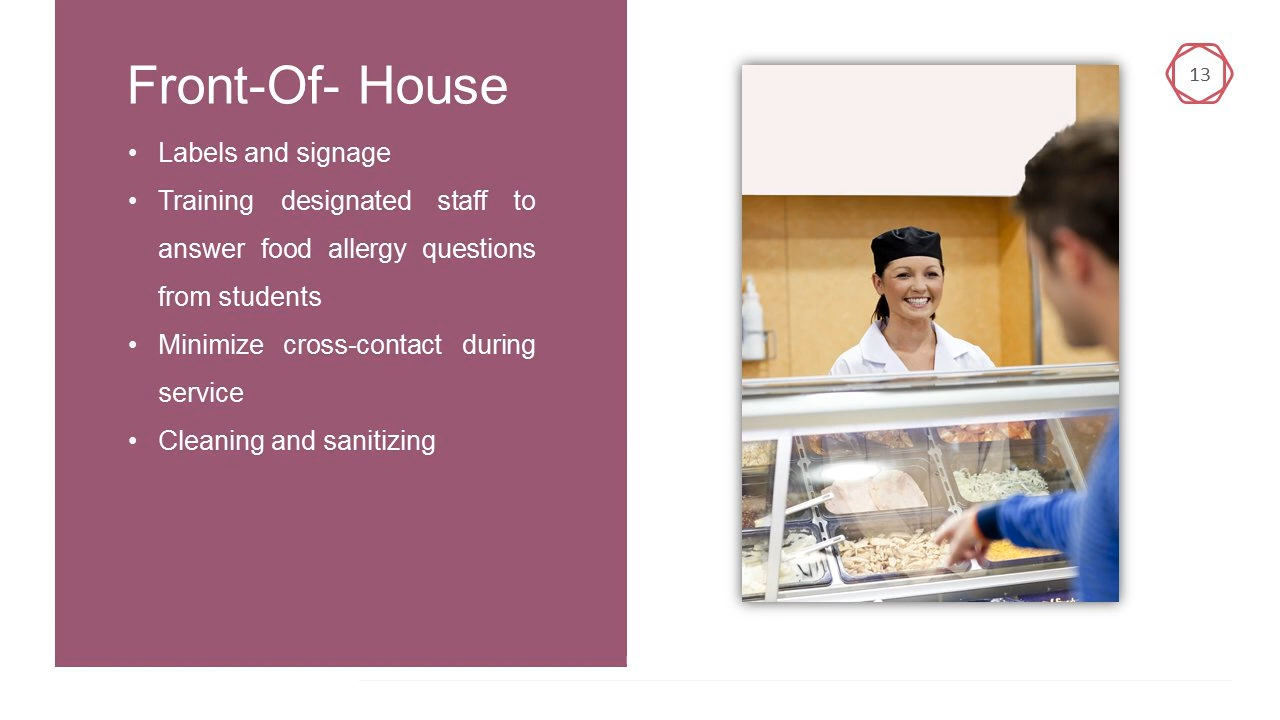 Front-Of- House
• Labels and signage
• Training designated staff to
answer food allergy questions
from students
• Minimize cross-contact during
service
• Cleaning and sanitizing
13